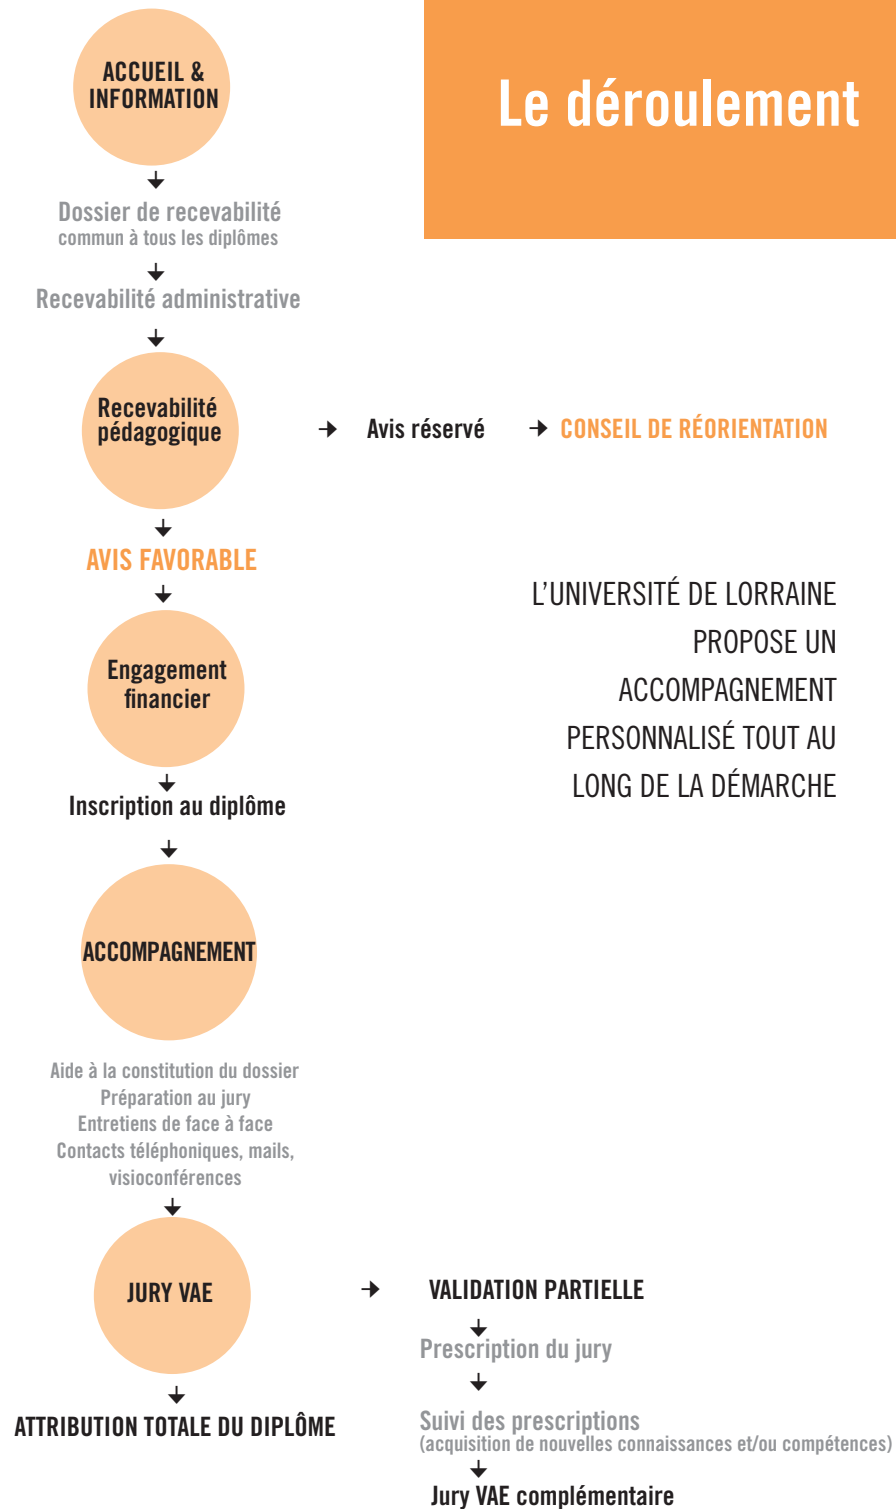 Le déroulement
ACCUEIL &
INFORMATION
Dossier de recevabilité
commun à tous les diplômes
Recevabilité administrative
Recevabilité
pédagogique
Avis réservé
CONSEIL DE RÉORIENTATION
AVIS FAVORABLE
Engagement
financier
L'UNIVERSITÉ DE LORRAINE
PROPOSE UN
ACCOMPAGNEMENT
PERSONNALISÉ TOUT AU
LONG DE LA DÉMARCHE
Inscription au diplôme
ACCOMPAGNEMENT
Aide à la constitution du dossier
Préparation au jury
Entretiens de face à face
Contacts téléphoniques, mails,
visioconférences
JURY VAE
ATTRIBUTION TOTALE DU DIPLÔME
VALIDATION PARTIELLE
Prescription du jury
Suivi des prescriptions
(acquisition de nouvelles connaissances et/ou compétences)
Jury VAE complémentaire